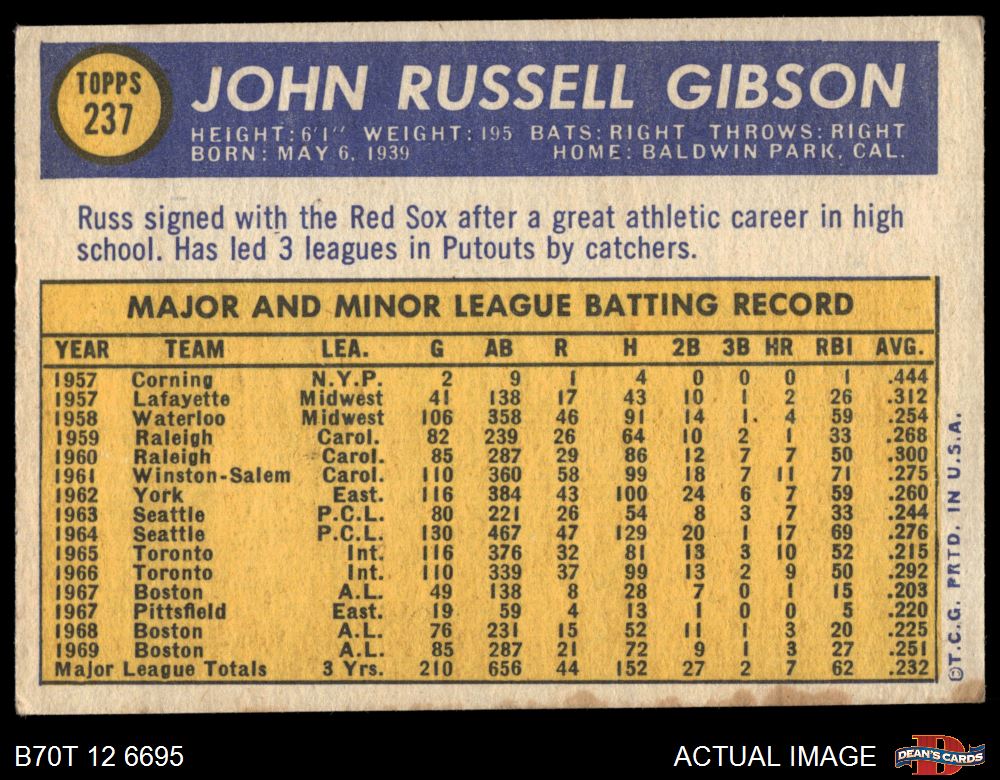 TOPPS
237
JOHN RUSSELL GIBSON
HEIGHT: 6'1" WEIGHT: 195 BATS: RIGHT THROWS: RIGHT
BORN: MAY 6, 1939 HOME: BALDWIN PARK, CAL.
Russ signed with the Red Sox after a great athletic career in high
school. Has led 3 leagues in Putouts by catchers.
MAJOR AND MINOR LEAGUE BATTING RECORD
YEAR TEAM LEA. G AB R H 2B 3B HR RBI AVG.
1957 Corning N.Y.P. 2 9 1 4 0 0 0 1 .444
1957 Lafayette Midwest 41 138 17 43 10 1 2 26 .312
1958 Waterloo Midwest 106 358 46 91 14 1. 4 59 .254
1959 Raleigh Carol. 82 239 26 64 10 2 1 33 .268
1960 Raleigh Carol. 85 287 29 86 12 7 7 50 .300
1961 Winston-Salem Carol. 110 360 58 99 18 7 11 71 .275
1962 York East. 116 384 43 100 24 6 7 59 .260
1963 Seattle P.C.L. 80 221 26 54 8 3 7 33 .244
1964 Seattle P.C.L. 130 467 47 129 20 1 17 69 .276
1965 Toronto Int. 116 376 32 81 13 3 10 52 .215
1966 Toronto Int. 110 339 37 99 13 2 9 50 .292
1967 Boston A.L. 49 138 8 28 7 0 1 15 .203
1967 Pittsfield East. 19 59 4 13 1 0 0 5 .220
1968 Boston A.L. 76 231 15 52 11 1 3 20 .225
1969 Boston A.L. 85 287 21 72 9 1 3 27 .251
Major League Totals 3 Yrs. 210 656 44 152 27 2 7 62 .232
©T.C.G. PRTD. IN U.S.A.
B70T 12 6695
ACTUAL IMAGE
DEAN'S CARDS